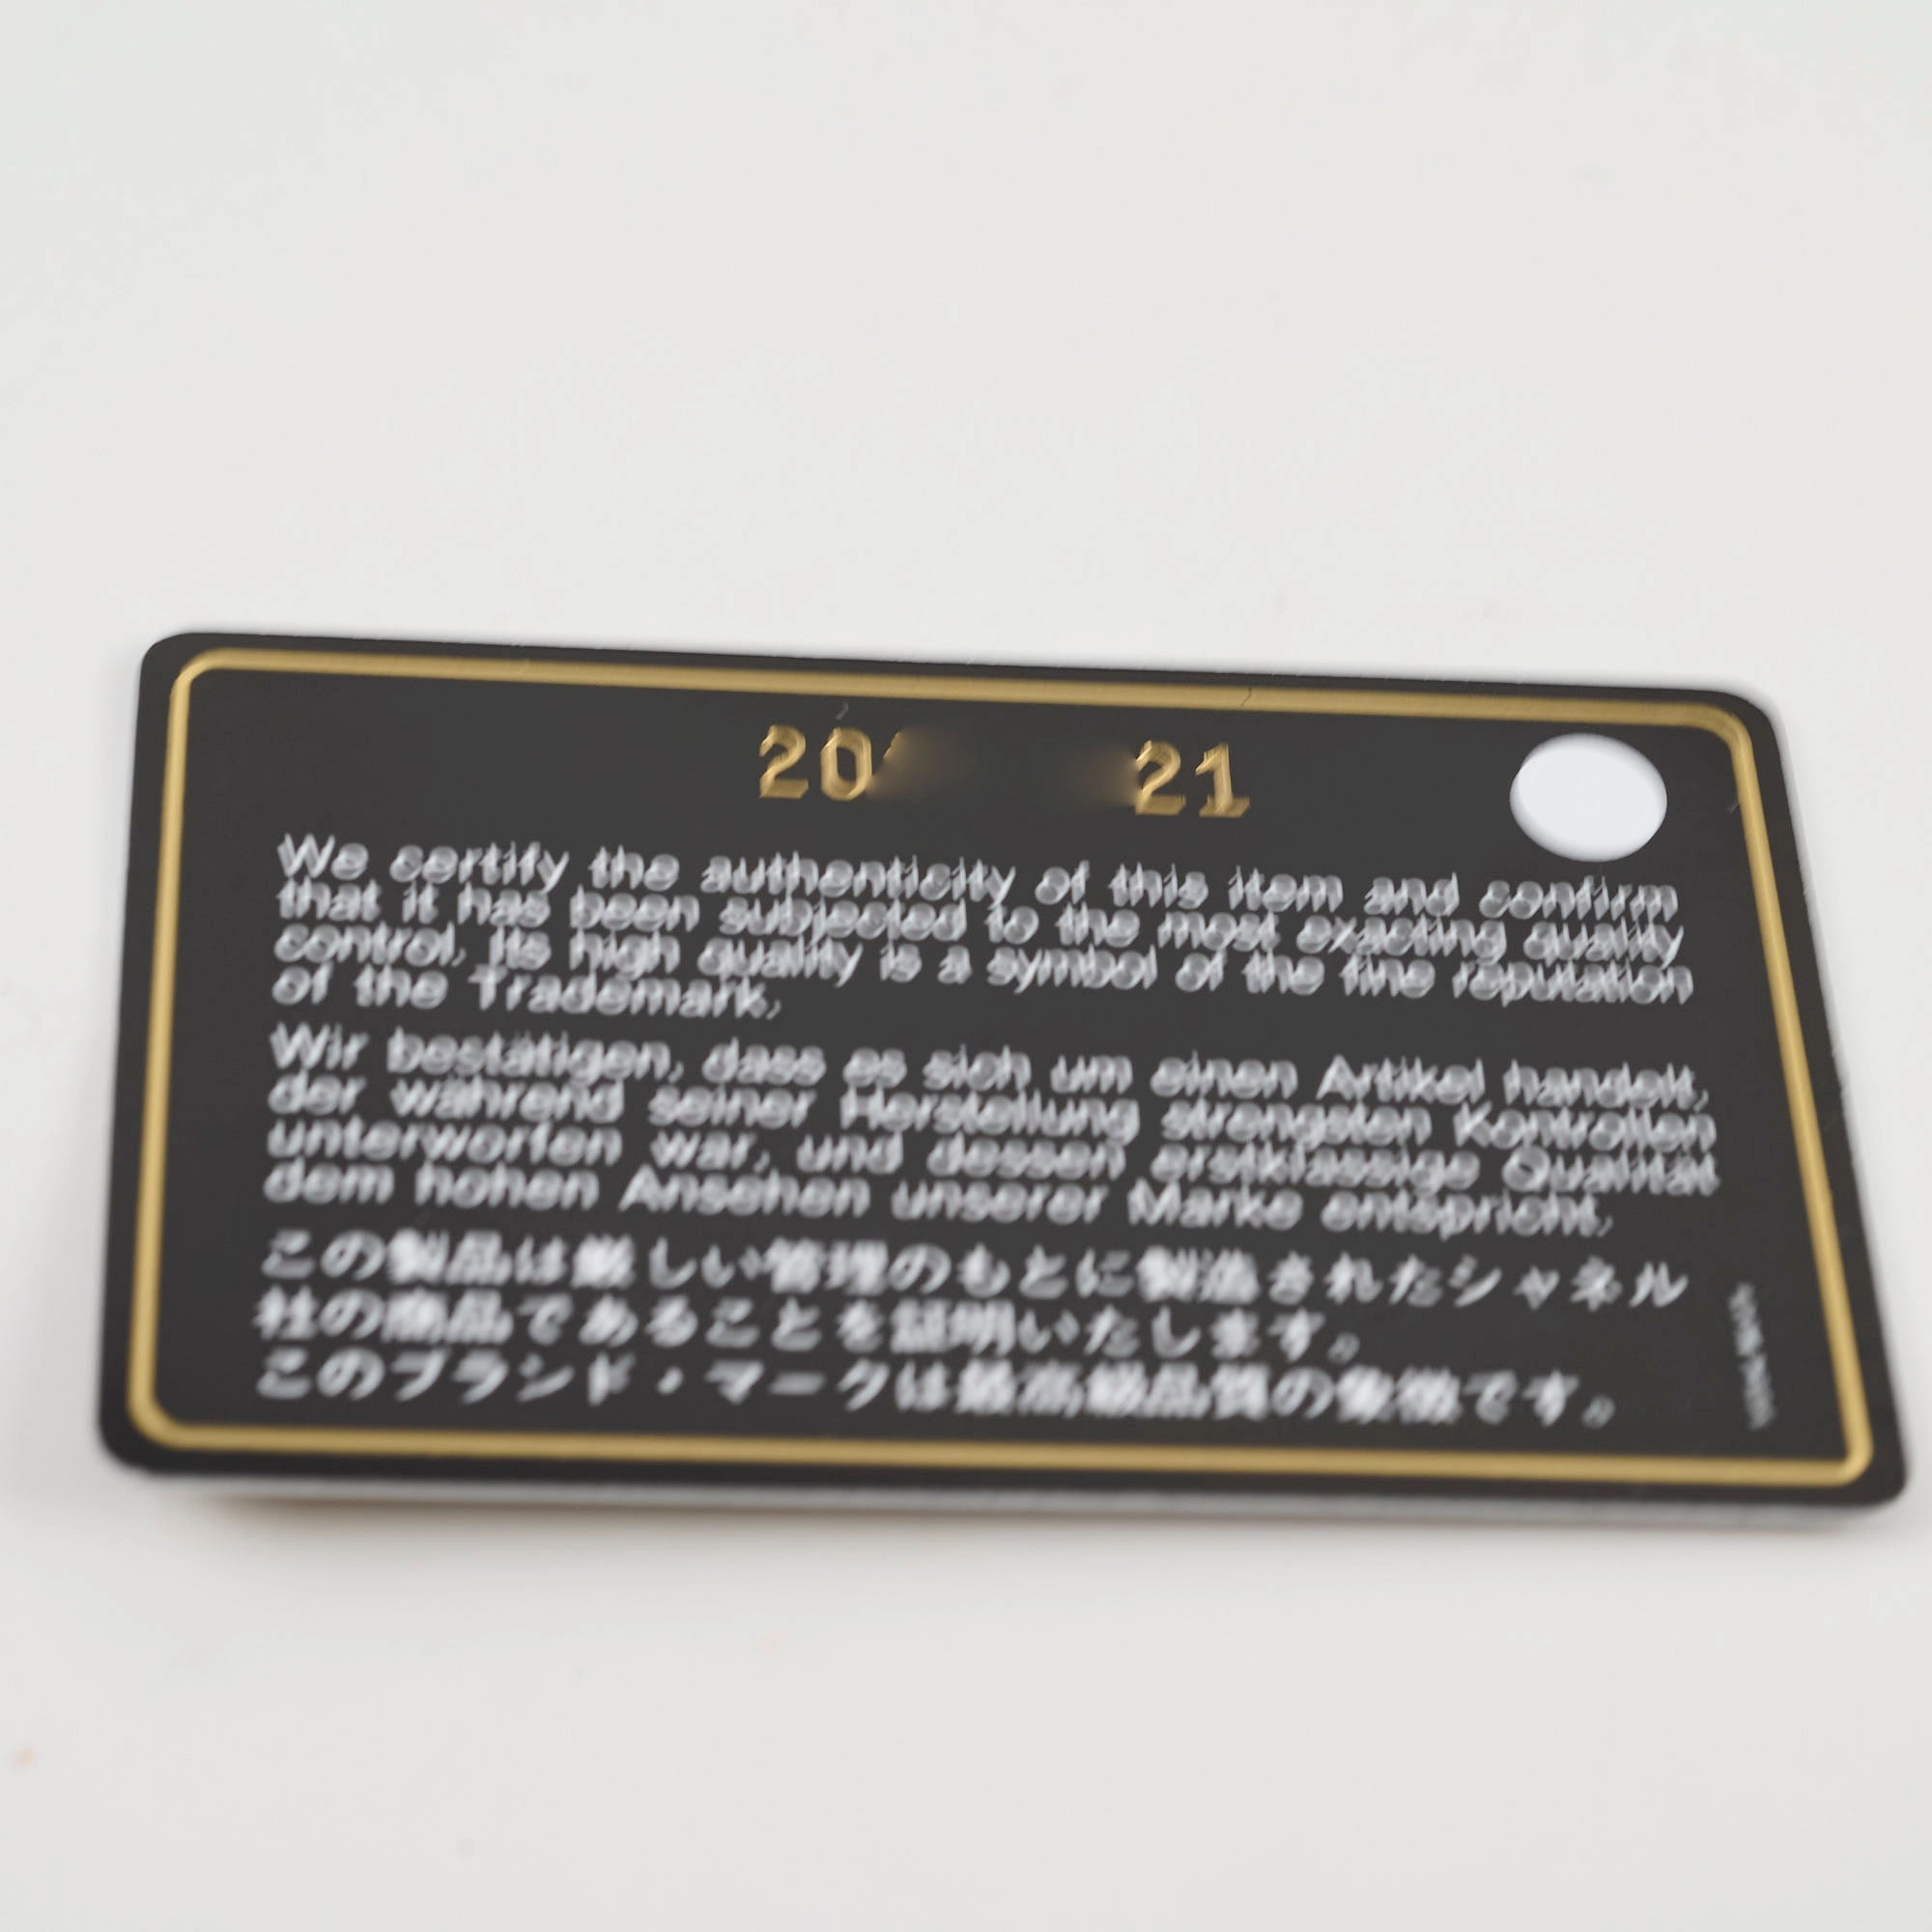 20 21
We certify the authenticity of this item and confirm
that it has been subjected to the most exacting quality
control. Its high quality is a symbol of the fine reputation
of the Trademark.
Wir bestätigen, dass es sich um einen Artikel handelt,
der während seiner Herstellung strengsten Kontrollen
unterworfen war, und dessen erstklassige Qualität
dem hohen Ansehen unserer Marke entspricht.
この製品は厳しい管理のもとに製造されたシャネル
社の商品であることを証明いたします。
このブランド・マークは最高級品質の象徴です。